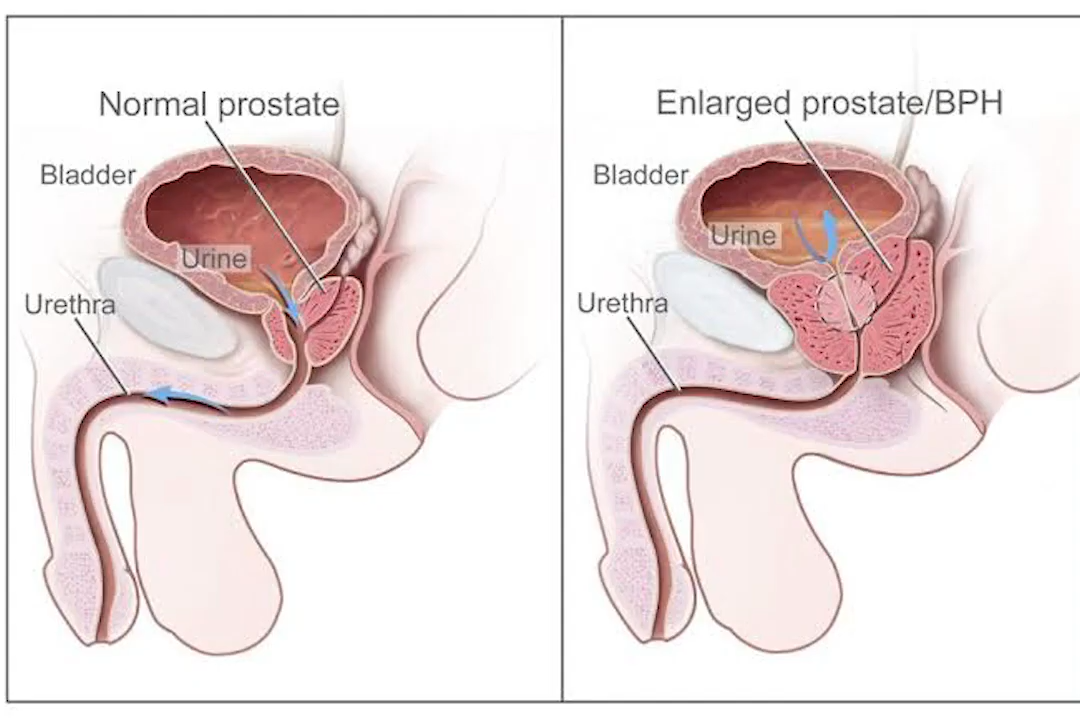 Normal prostate
Bladder
Urine
Urethra
Enlarged prostate/BPH
Bladder
Urine
Urethra